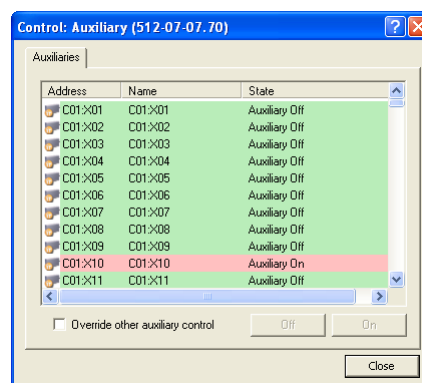 Control: Auxiliary (512-07-07.70)
Auxiliaries
Address Name State
C01:X01 C01:X01 Auxiliary Off
C01:X02 C01:X02 Auxiliary Off
C01:X03 C01:X03 Auxiliary Off
C01:X04 C01:X04 Auxiliary Off
C01:X05 C01:X05 Auxiliary Off
C01:X06 C01:X06 Auxiliary Off
C01:X07 C01:X07 Auxiliary Off
C01:X08 C01:X08 Auxiliary Off
C01:X09 C01:X09 Auxiliary Off
C01:X10 C01:X10 Auxiliary On
C01:X11 C01:X11 Auxiliary Off
Override other auxiliary control Off On
Close